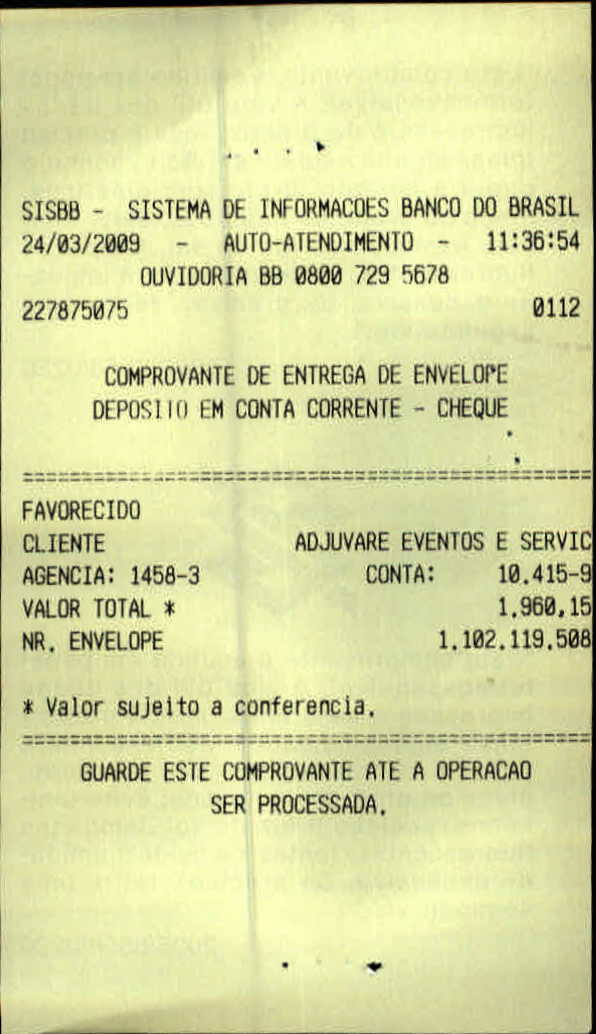 SISBB - SISTEMA DE INFORMACOES BANCO DO BRASIL
24/03/2009 - AUTO-ATENDIMENTO - 11:36:54
OUVIDORIA BB 0800 729 5678
227875075 0112
COMPROVANTE DE ENTREGA DE ENVELOPE
DEPOSITO EM CONTA CORRENTE - CHEQUE
==============================================
FAVORECIDO
CLIENTE ADJUVARE EVENTOS E SERVIC
AGENCIA: 1458-3 CONTA: 10.415-9
VALOR TOTAL * 1.960,15
NR. ENVELOPE 1.102.119.508
* Valor sujeito a conferencia.
==============================================
GUARDE ESTE COMPROVANTE ATE A OPERACAO
SER PROCESSADA.